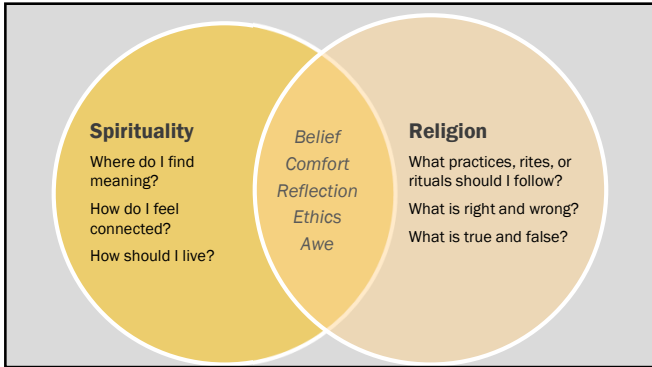 Spirituality
Where do I find
meaning?
How do I feel
connected?
How should I live?
Belief
Comfort
Reflection
Ethics
Awe
Religion
What practices, rites, or
rituals should I follow?
What is right and wrong?
What is true and false?